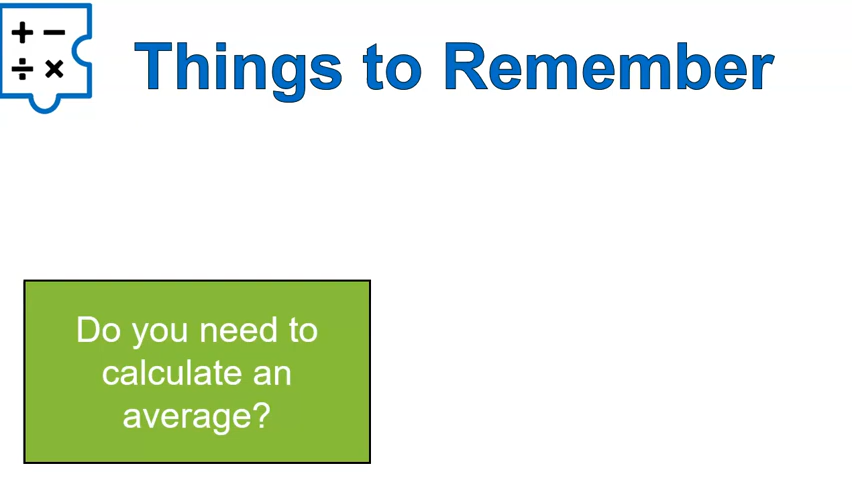 + −
÷ ×
Things to Remember
Do you need to
calculate an
average?